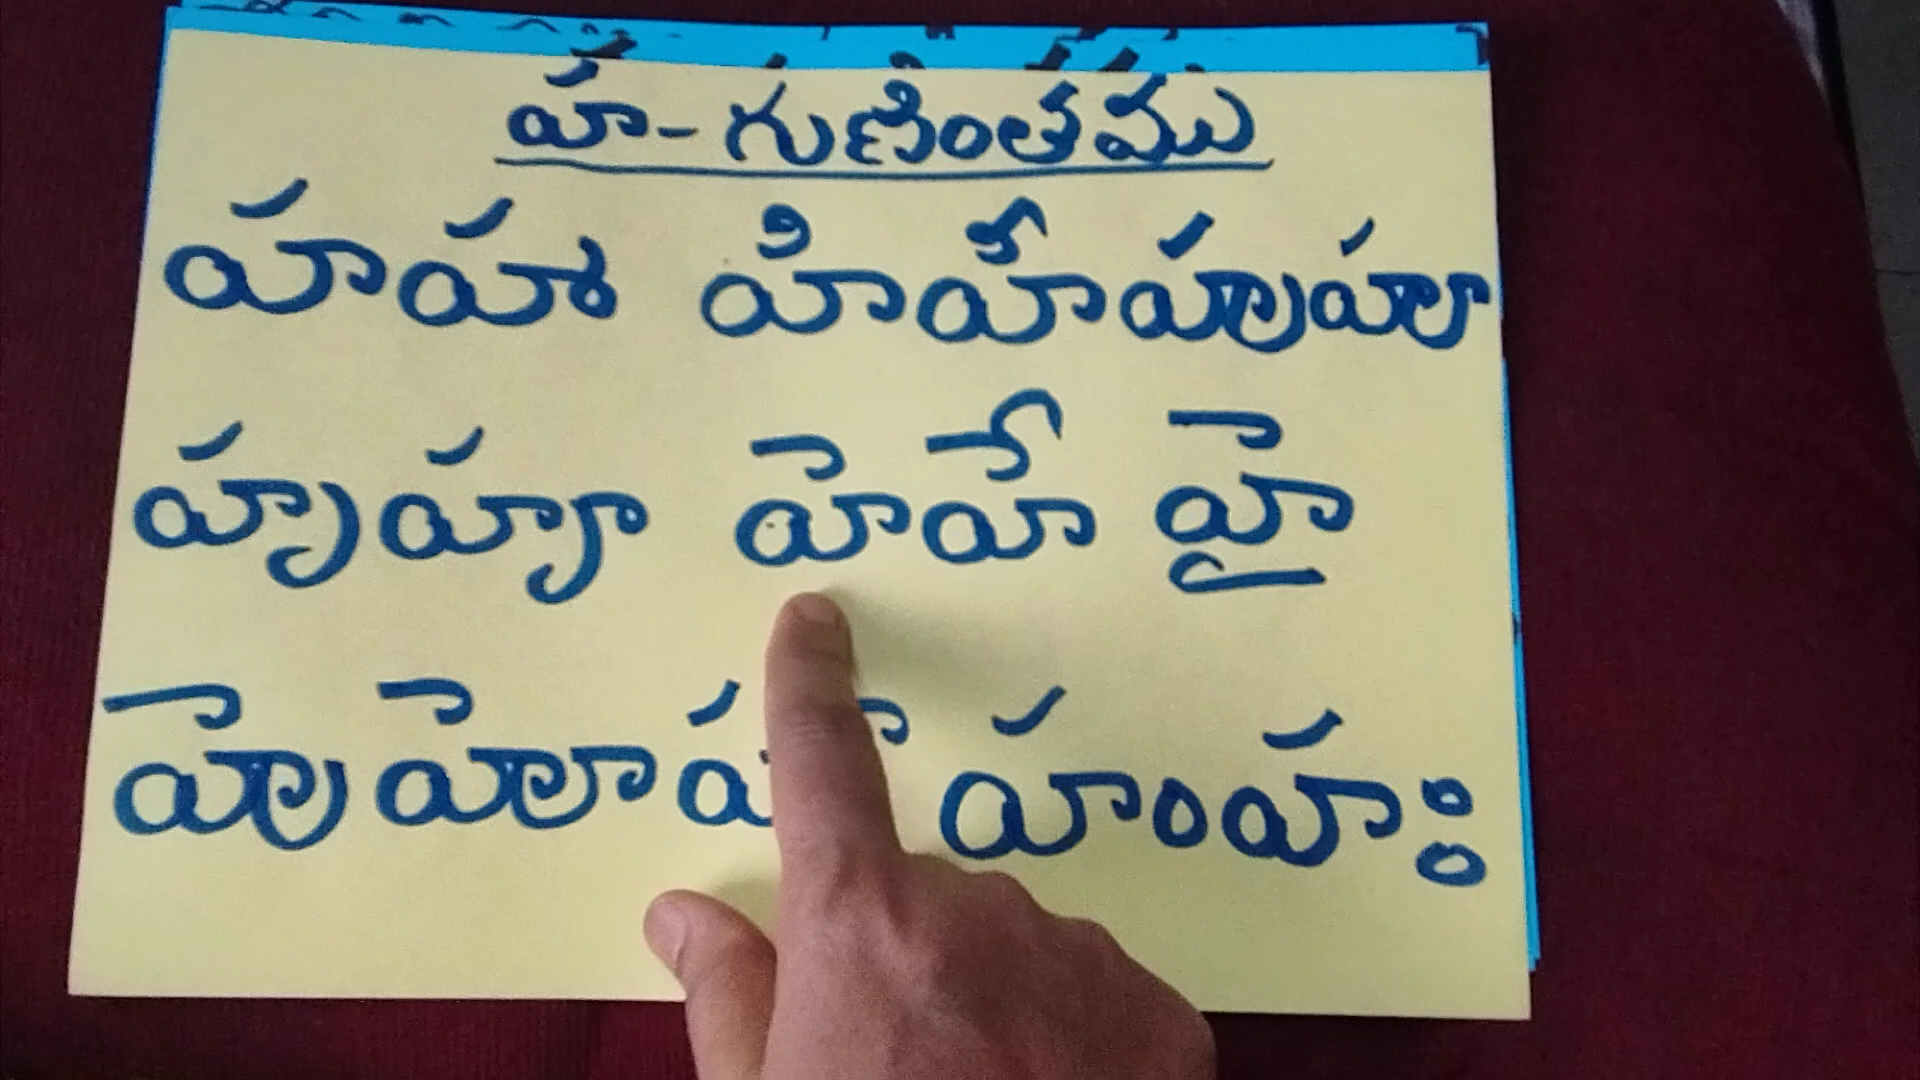 హ-గుణింతము
హ హా హి హీ హు హూ
హృ హౄ హె హే హై
హొ హో హం హః